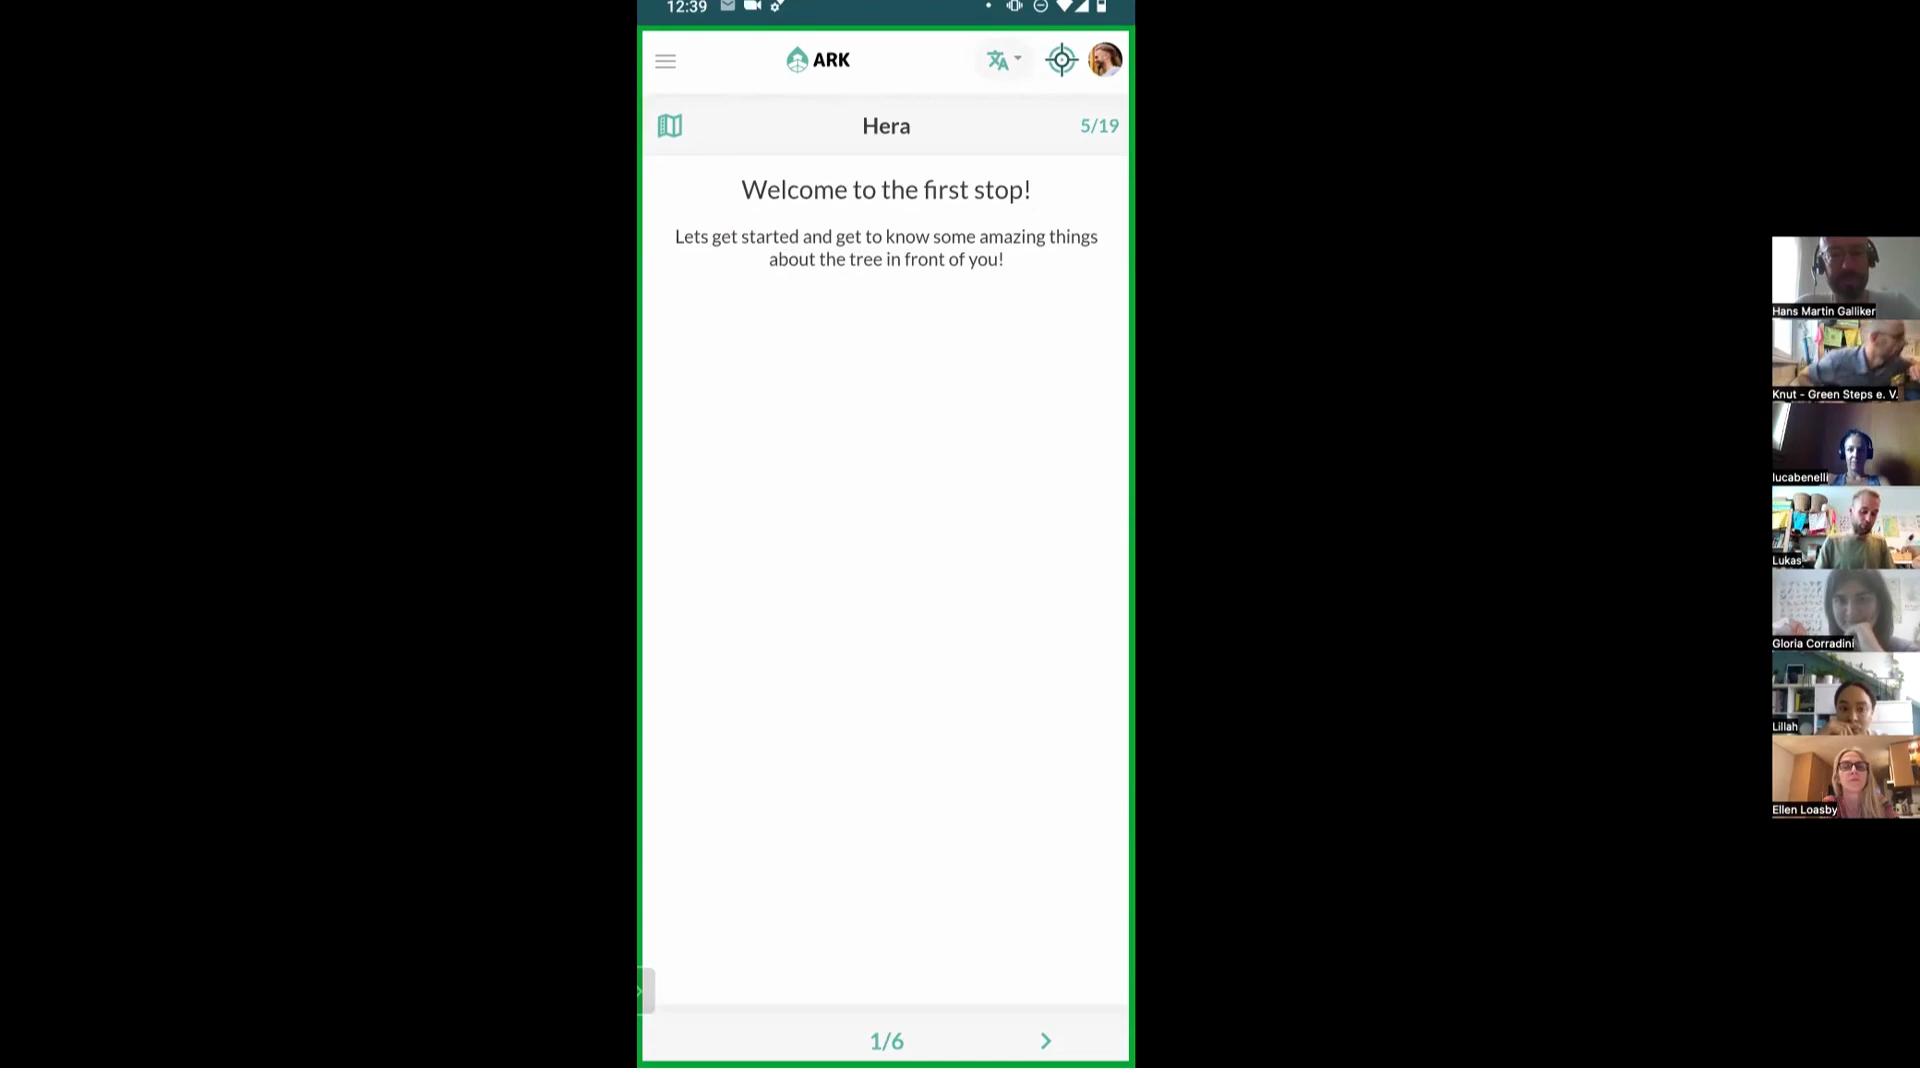 12:39
ARK
Hera
5/19
Welcome to the first stop!
Lets get started and get to know some amazing things
about the tree in front of you!
1/6
Hans Martin Galliker
Knut - Green Steps e. V.
lucabenelli
Lukas
Gloria Corradini
Lillah
Ellen Loasby